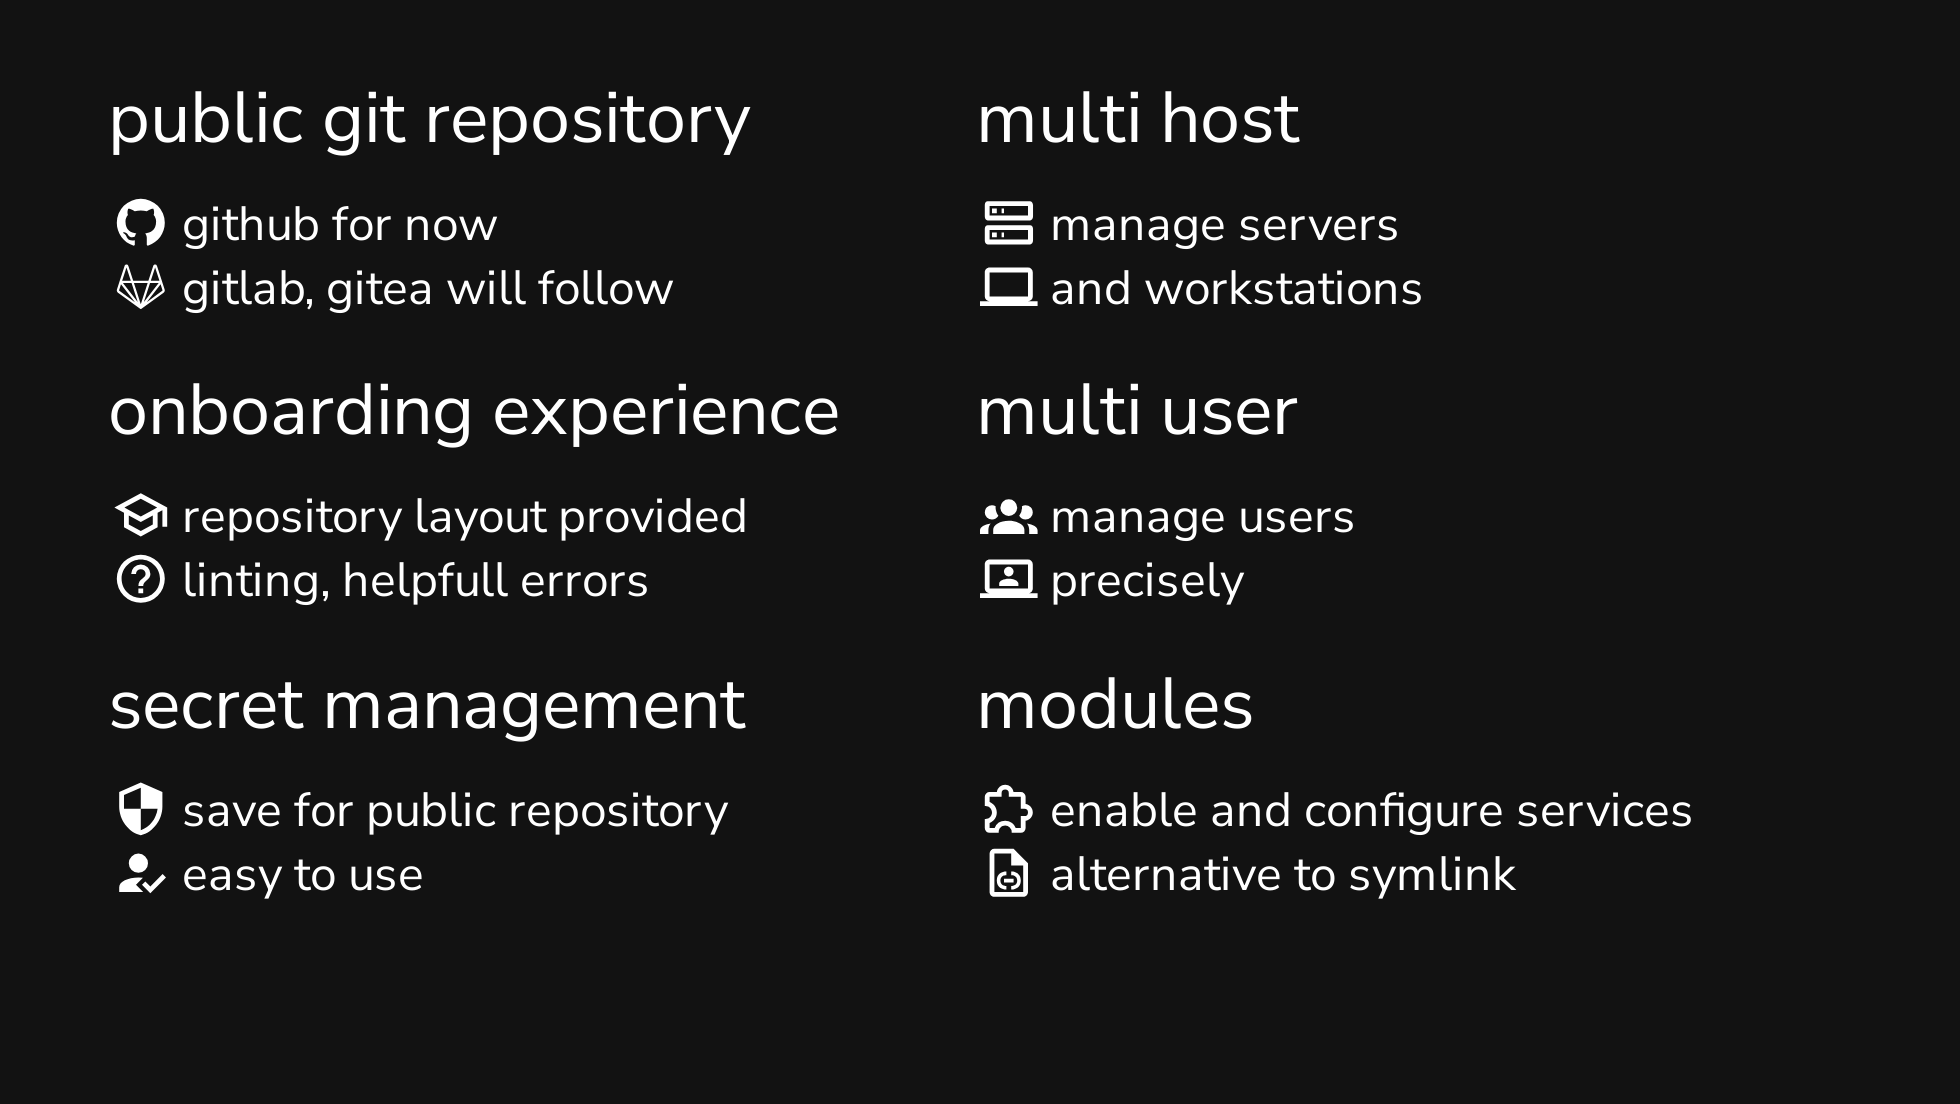 public git repository
github for now
gitlab, gitea will follow
onboarding experience
repository layout provided
linting, helpfull errors
secret management
save for public repository
easy to use
multi host
manage servers
and workstations
multi user
manage users
precisely
modules
enable and configure services
alternative to symlink